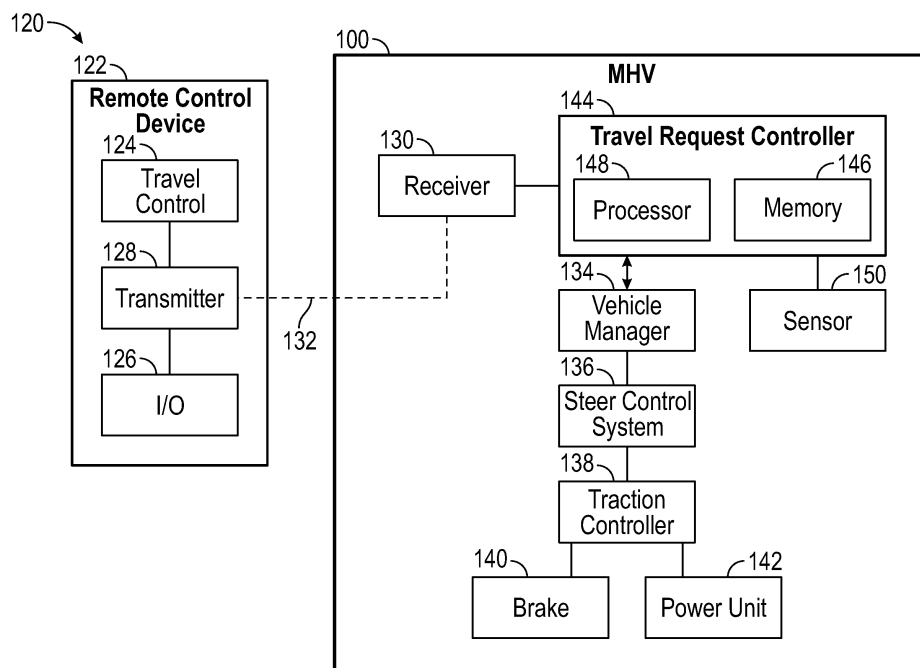 120
122
Remote Control
Device
124
Travel
Control
128
Transmitter
126
I/O
132
100
MHV
130
Receiver
144
Travel Request Controller
148
Processor
146
Memory
134
Vehicle
Manager
150
Sensor
136
Steer Control
System
138
Traction
Controller
140
Brake
142
Power Unit